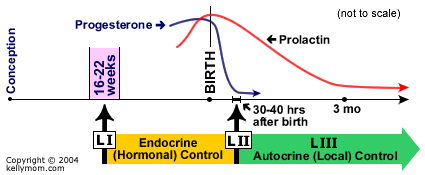 (not to scale)
Progesterone
Prolactin
Conception
16-22
weeks
BIRTH
30-40 hrs
after birth
3 mo
L I
Endocrine
(Hormonal) Control
L II
LIII
Autocrine (Local) Control
Copyright © 2004
kellymom.com